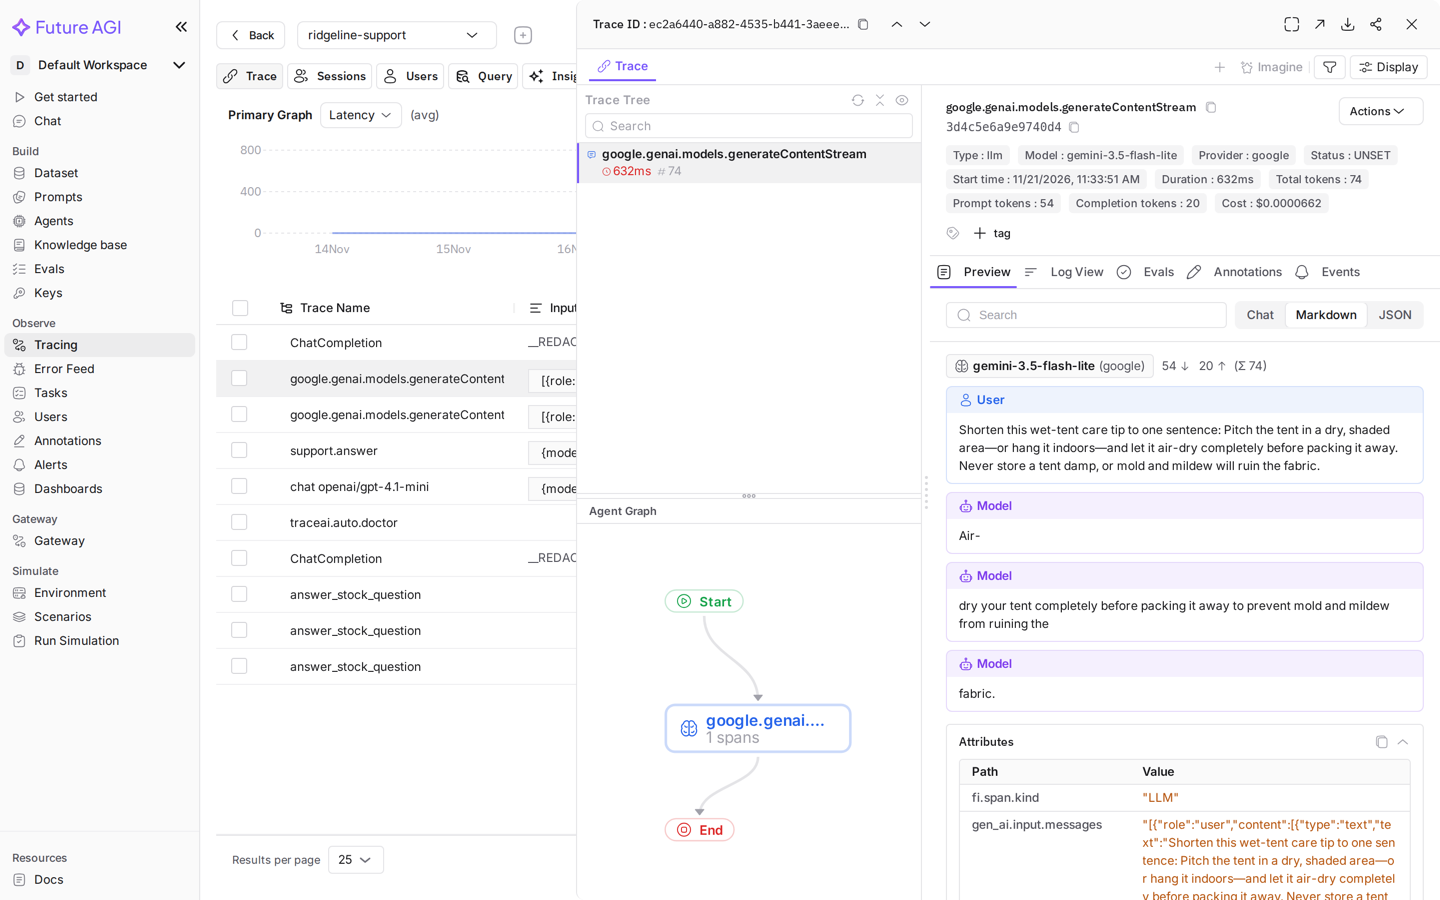 Future AGI
D Default Workspace
Get started
Chat
Build
Dataset
Prompts
Agents
Knowledge base
Evals
Keys
Observe
Tracing
Error Feed
Tasks
Users
Annotations
Alerts
Dashboards
Gateway
Gateway
Simulate
Environment
Scenarios
Run Simulation
Resources
Docs
Back
ridgeline-support
Trace
Sessions
Users
Query
Insig
Primary Graph
Latency
(avg)
800
400
0
14Nov
15Nov
16N
Trace Name
Input
ChatCompletion
__REDAC
google.genai.models.generateContent
[{role:
google.genai.models.generateContent
[{role:
support.answer
{mode
chat openai/gpt-4.1-mini
{mode
traceai.auto.doctor
ChatCompletion
__REDAC
answer_stock_question
answer_stock_question
answer_stock_question
Results per page
25
Trace ID : ec2a6440-a882-4535-b441-3aeee...
Trace
Imagine
Display
Trace Tree
Search
google.genai.models.generateContentStream
632ms # 74
Agent Graph
Start
google.genai....
1 spans
End
google.genai.models.generateContentStream
3d4c5e6a9e9740d4
Actions
Type : llm
Model : gemini-3.5-flash-lite
Provider : google
Status : UNSET
Start time : 11/21/2026, 11:33:51 AM
Duration : 632ms
Total tokens : 74
Prompt tokens : 54
Completion tokens : 20
Cost : $0.0000662
+ tag
Preview
Log View
Evals
Annotations
Events
Search
Chat
Markdown
JSON
gemini-3.5-flash-lite (google) 54 ↓ 20 ↑ (Σ 74)
User
Shorten this wet-tent care tip to one sentence: Pitch the tent in a dry, shaded
area—or hang it indoors—and let it air-dry completely before packing it away.
Never store a tent damp, or mold and mildew will ruin the fabric.
Model
Air-
Model
dry your tent completely before packing it away to prevent mold and mildew
from ruining the
Model
fabric.
Attributes
Path
Value
fi.span.kind
"LLM"
gen_ai.input.messages
"[{"role":"user","content":[{"type":"text","te
xt":"Shorten this wet-tent care tip to one sen
tence: Pitch the tent in a dry, shaded area—o
r hang it indoors—and let it air-dry completel
y before packing it away. Never store a tent